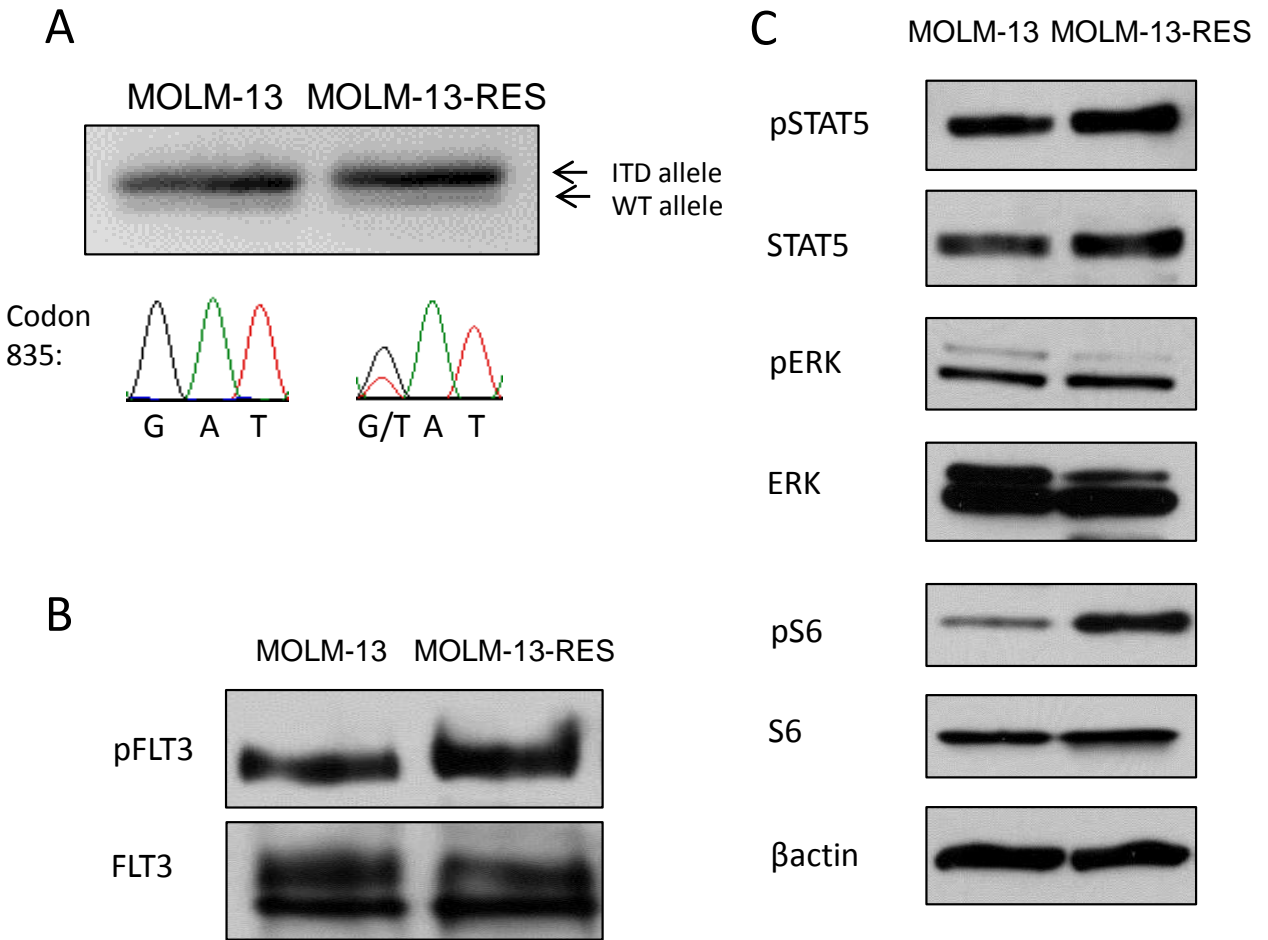 A
MOLM-13 MOLM-13-RES
ITD allele
WT allele
Codon
835:
G A T
G/T A T
B
MOLM-13 MOLM-13-RES
pFLT3
FLT3
C
MOLM-13 MOLM-13-RES
pSTAT5
STAT5
pERK
ERK
pS6
S6
βactin